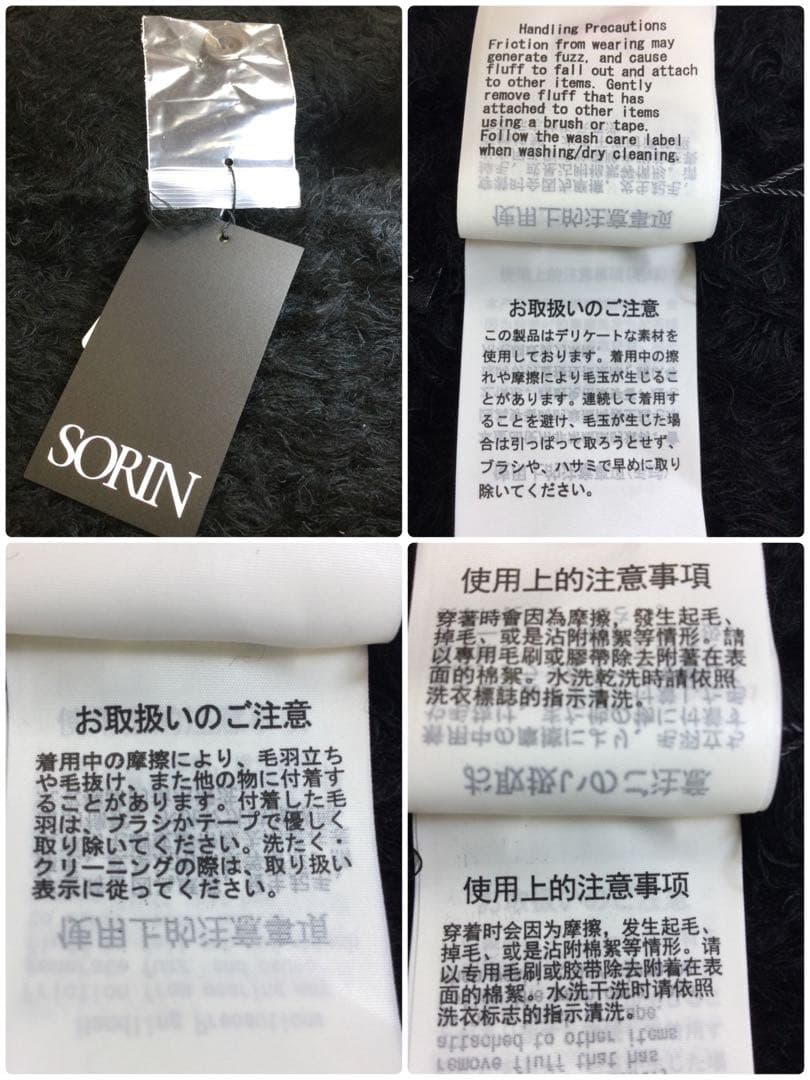 SORIN
Handling Precautions
Friction from wearing may
generate fuzz, and cause
fluff to fall out and attach
to other items. Gently
remove fluff that has
attached to other items
using a brush or tape.
Follow the wash care label
when washing/dry cleaning.
お取扱いのご注意
この製品はデリケートな素材を
使用しております。着用中の擦
れや摩擦により毛玉が生じるこ
とがあります。連続して着用す
ることを避け、毛玉が生じた場
合は引っぱって取ろうとせず、
ブラシや、ハサミで早めに取り
除いてください。
お取扱いのご注意
着用中の摩擦により、毛羽立ち
や毛抜け、また他の物に付着す
ることがあります。付着した毛
羽は、ブラシかテープで優しく
取り除いてください。洗たく・
クリーニングの際は、取り扱い
表示に従ってください。
使用上的注意事項
穿著時會因為摩擦，發生起毛、
掉毛、或是沾附棉絮等情形。請
以專用毛刷或膠帶除去附著在表
面的棉絮。水洗乾洗時請依照
洗衣標誌的指示清洗。
使用上的注意事项
穿着时会因为摩擦，发生起毛、
掉毛、或是沾附棉絮等情形。请
以专用毛刷或胶带除去附着在表
面的棉絮。水洗干洗时请依照
洗衣标志的指示清洗。